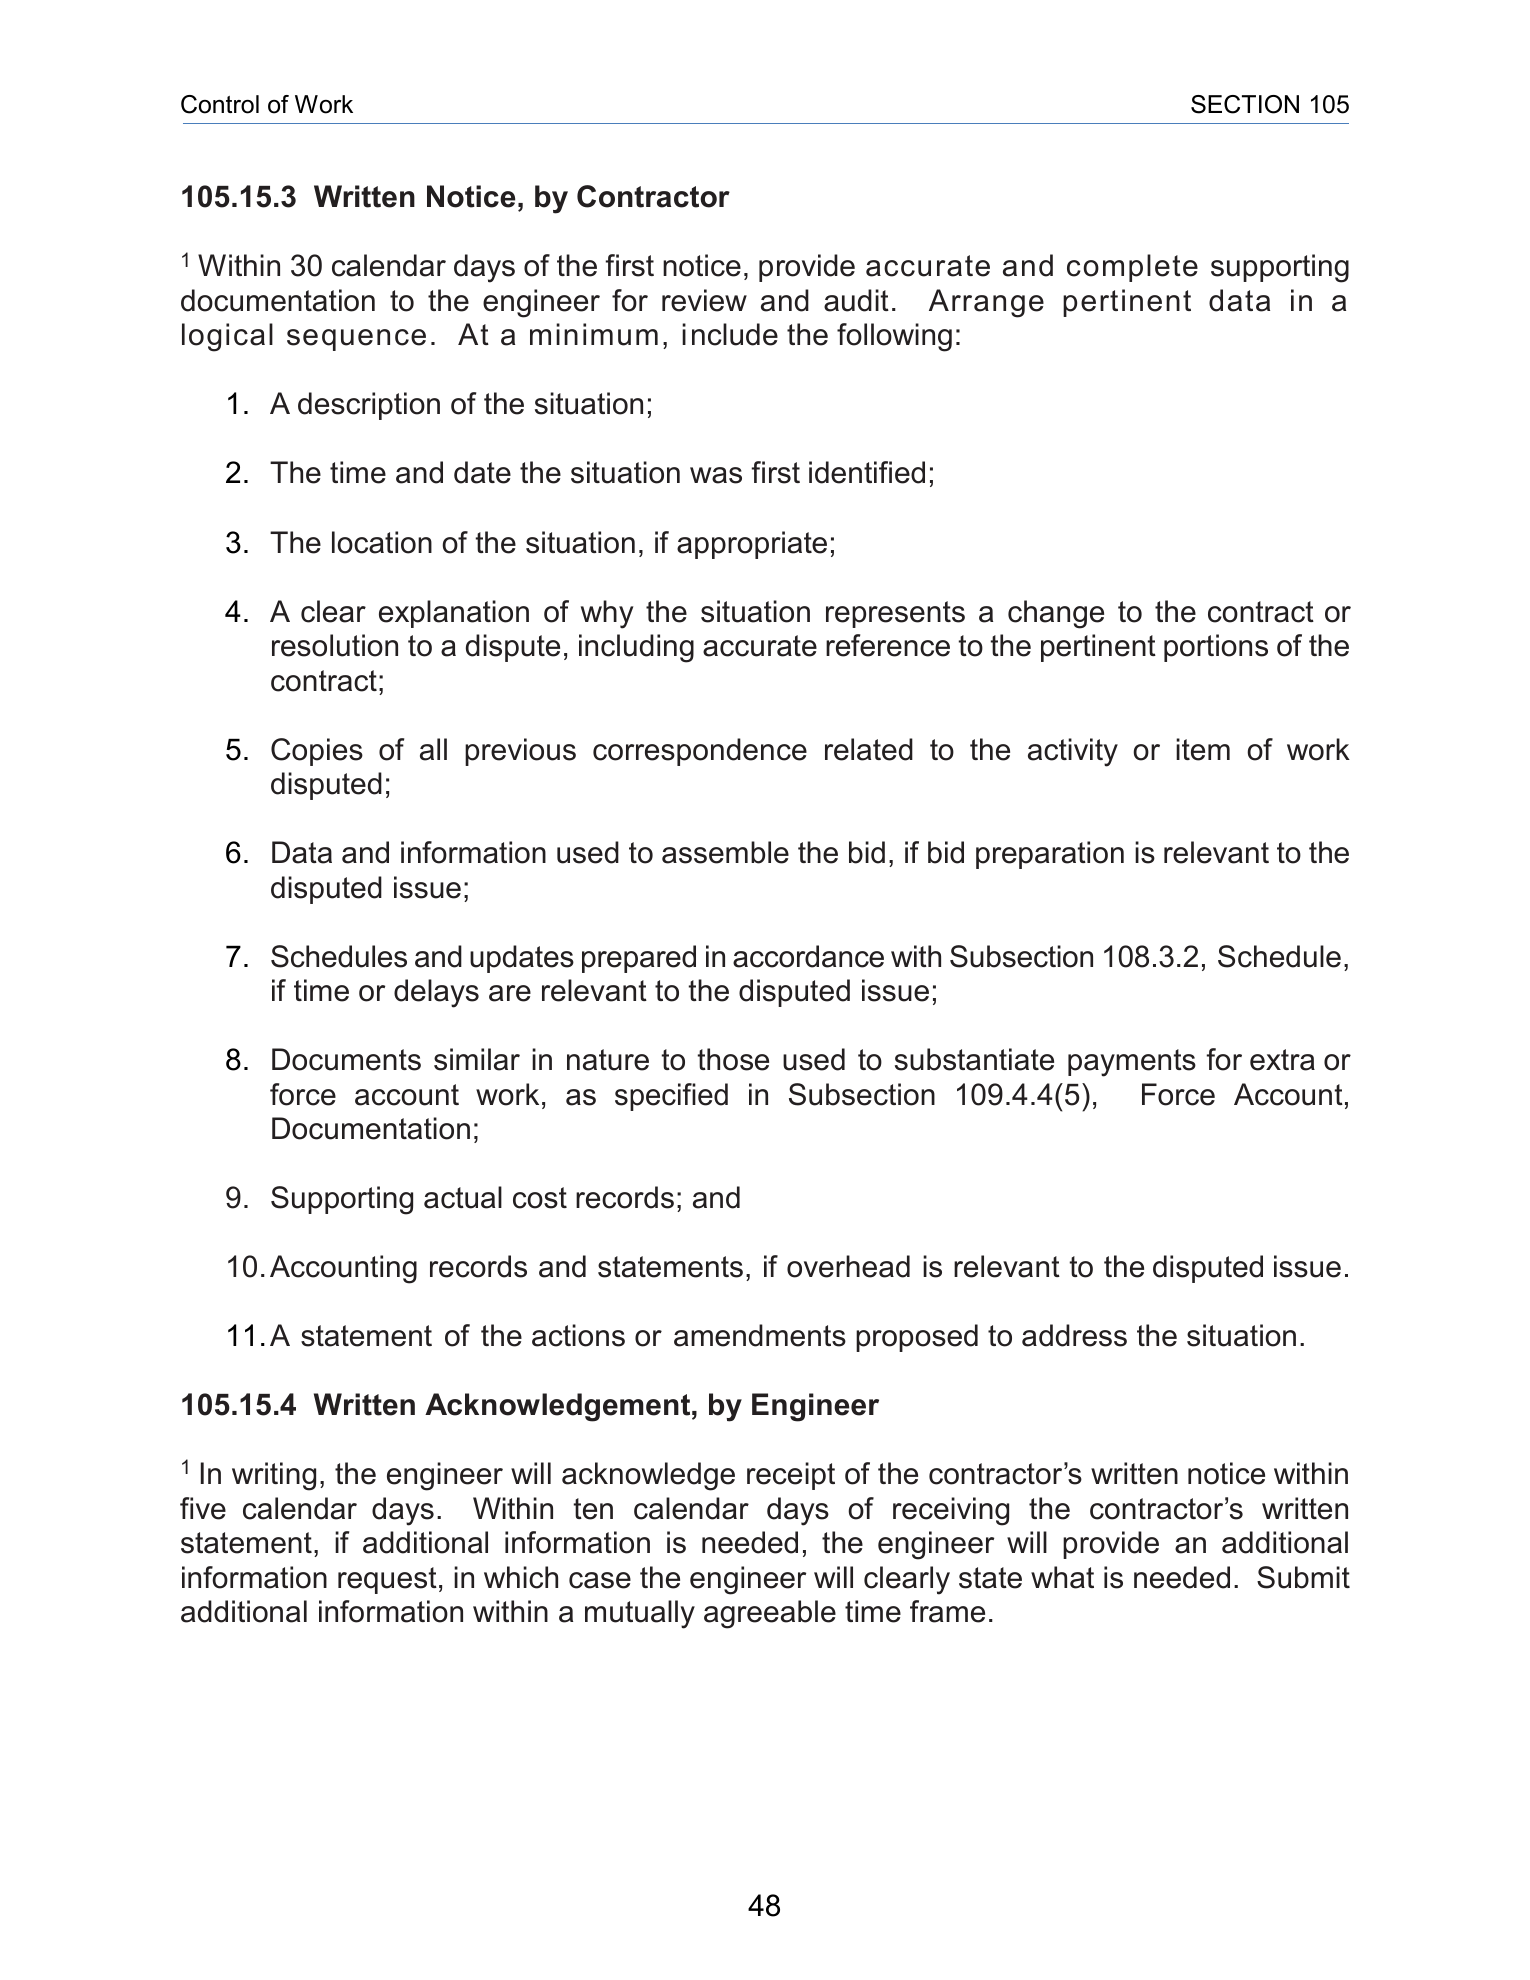 Control of Work SECTION 105
105.15.3 Written Notice, by Contractor
1 Within 30 calendar days of the first notice, provide accurate and complete supporting
documentation to the engineer for review and audit. Arrange pertinent data in a
logical sequence. At a minimum, include the following:
1. A description of the situation;
2. The time and date the situation was first identified;
3. The location of the situation, if appropriate;
4. A clear explanation of why the situation represents a change to the contract or
resolution to a dispute, including accurate reference to the pertinent portions of the
contract;
5. Copies of all previous correspondence related to the activity or item of work
disputed;
6. Data and information used to assemble the bid, if bid preparation is relevant to the
disputed issue;
7. Schedules and updates prepared in accordance with Subsection 108.3.2, Schedule,
if time or delays are relevant to the disputed issue;
8. Documents similar in nature to those used to substantiate payments for extra or
force account work, as specified in Subsection 109.4.4(5), Force Account,
Documentation;
9. Supporting actual cost records; and
10. Accounting records and statements, if overhead is relevant to the disputed issue.
11. A statement of the actions or amendments proposed to address the situation.
105.15.4 Written Acknowledgement, by Engineer
1 In writing, the engineer will acknowledge receipt of the contractor’s written notice within
five calendar days. Within ten calendar days of receiving the contractor’s written
statement, if additional information is needed, the engineer will provide an additional
information request, in which case the engineer will clearly state what is needed. Submit
additional information within a mutually agreeable time frame.
48